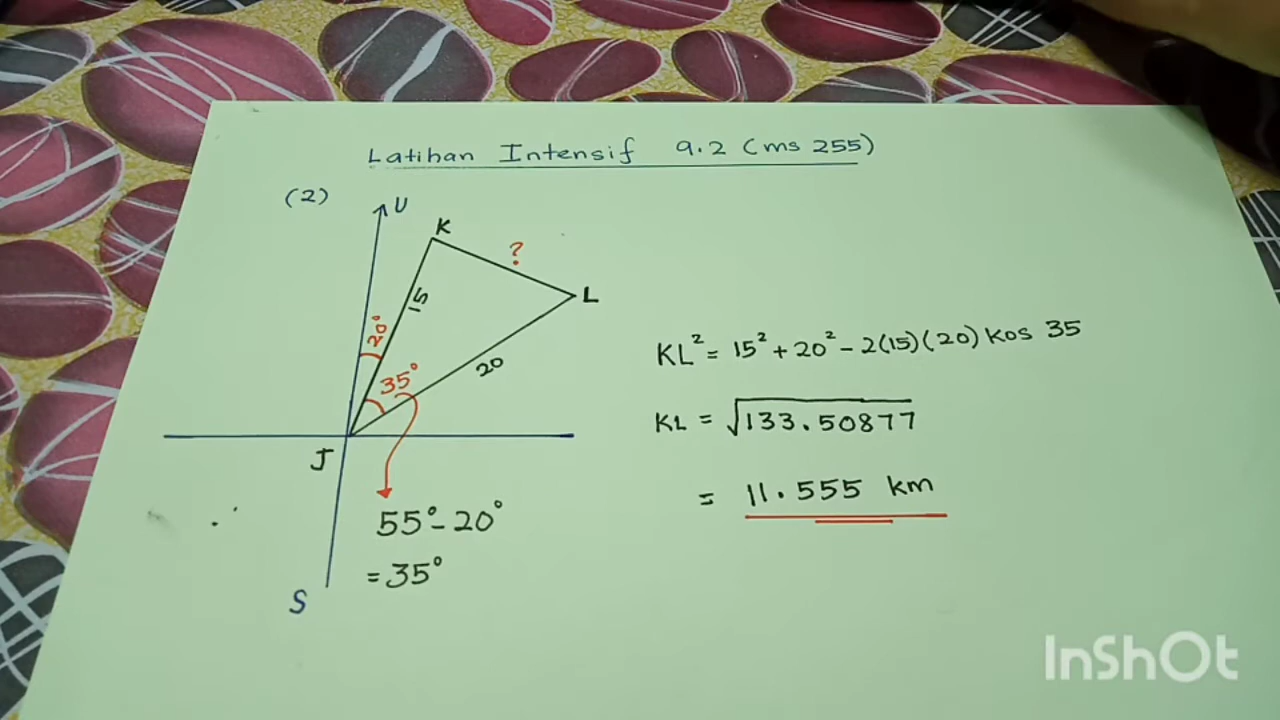 Latihan Intensif 9.2 (ms 255)
(2)
U
K
?
15
L
20°
35°
20
J
55° - 20°
= 35°
S
KL² = 15² + 20² - 2(15)(20) kos 35
KL = √133.50877
= 11.555 km
InShOt